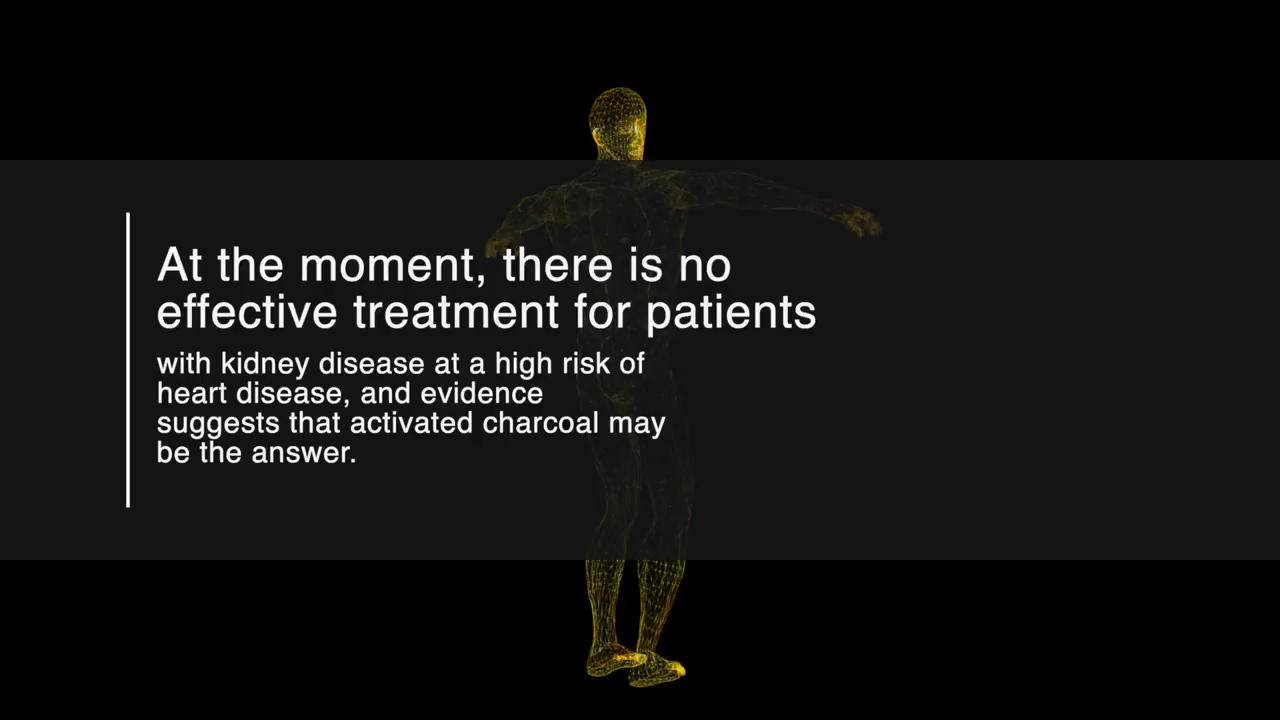 At the moment, there is no
effective treatment for patients
with kidney disease at a high risk of
heart disease, and evidence
suggests that activated charcoal may
be the answer.